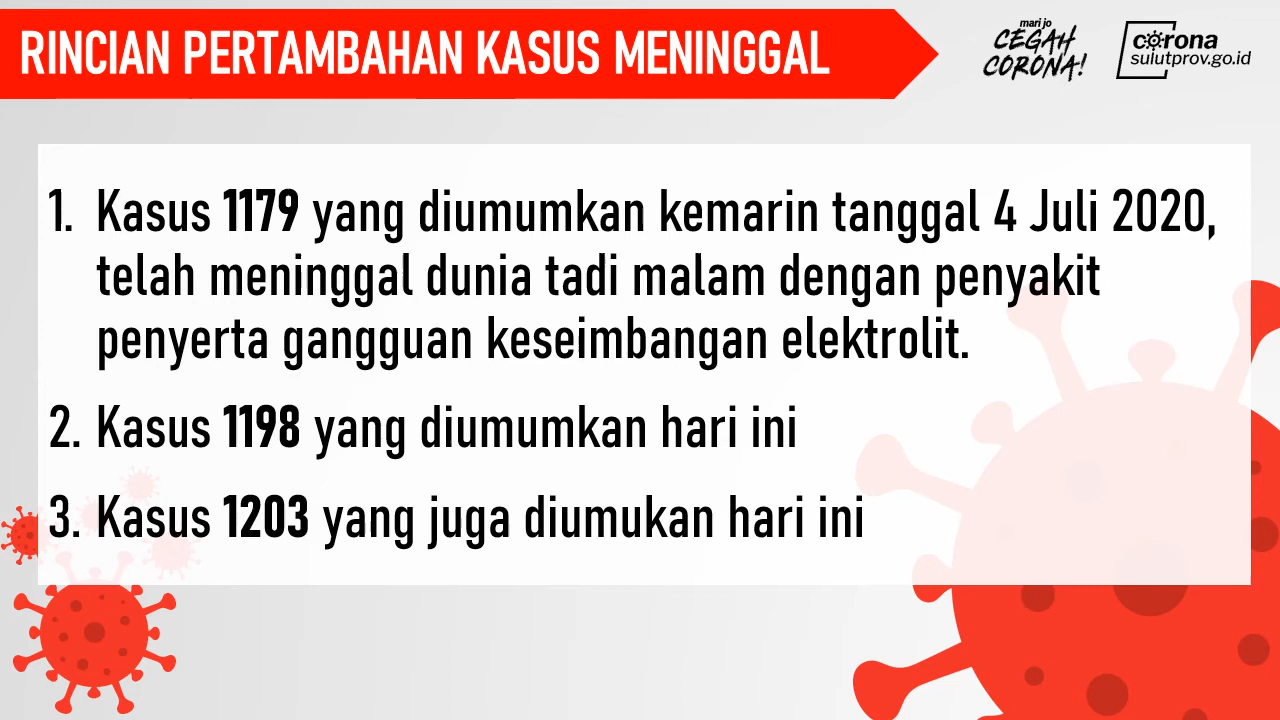 RINCIAN PERTAMBAHAN KASUS MENINGGAL
mari jo
CEGAH
CORONA!
corona
sulutprov.go.id
1. Kasus 1179 yang diumumkan kemarin tanggal 4 Juli 2020,
telah meninggal dunia tadi malam dengan penyakit
penyerta gangguan keseimbangan elektrolit.
2. Kasus 1198 yang diumumkan hari ini
3. Kasus 1203 yang juga diumukan hari ini